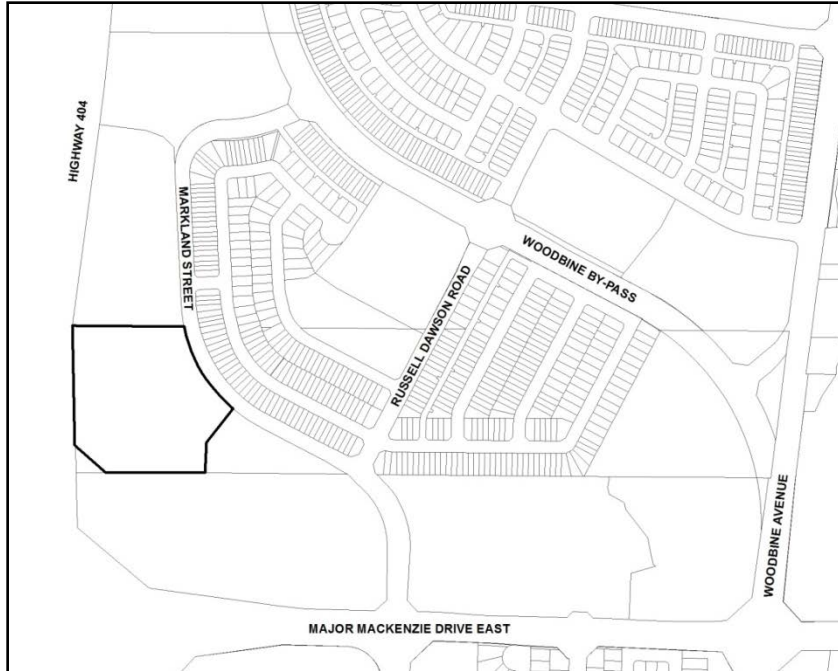 HIGHWAY 404
MARKLAND STREET
WOODBINE BY-PASS
RUSSELL DAWSON ROAD
WOODBINE AVENUE
MAJOR MACKENZIE DRIVE EAST